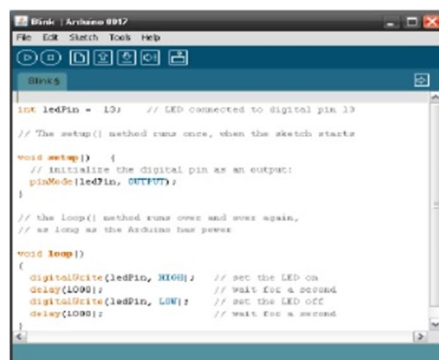 Blink | Arduino 0017
File Edit Sketch Tools Help
Blink §
int ledPin = 13; // LED connected to digital pin 13
// The setup() method runs once, when the sketch starts
void setup() {
// initialize the digital pin as an output:
pinMode(ledPin, OUTPUT);
}
// the loop() method runs over and over again,
// as long as the Arduino has power
void loop()
{
digitalWrite(ledPin, HIGH); // set the LED on
delay(1000); // wait for a second
digitalWrite(ledPin, LOW); // set the LED off
delay(1000); // wait for a second
}